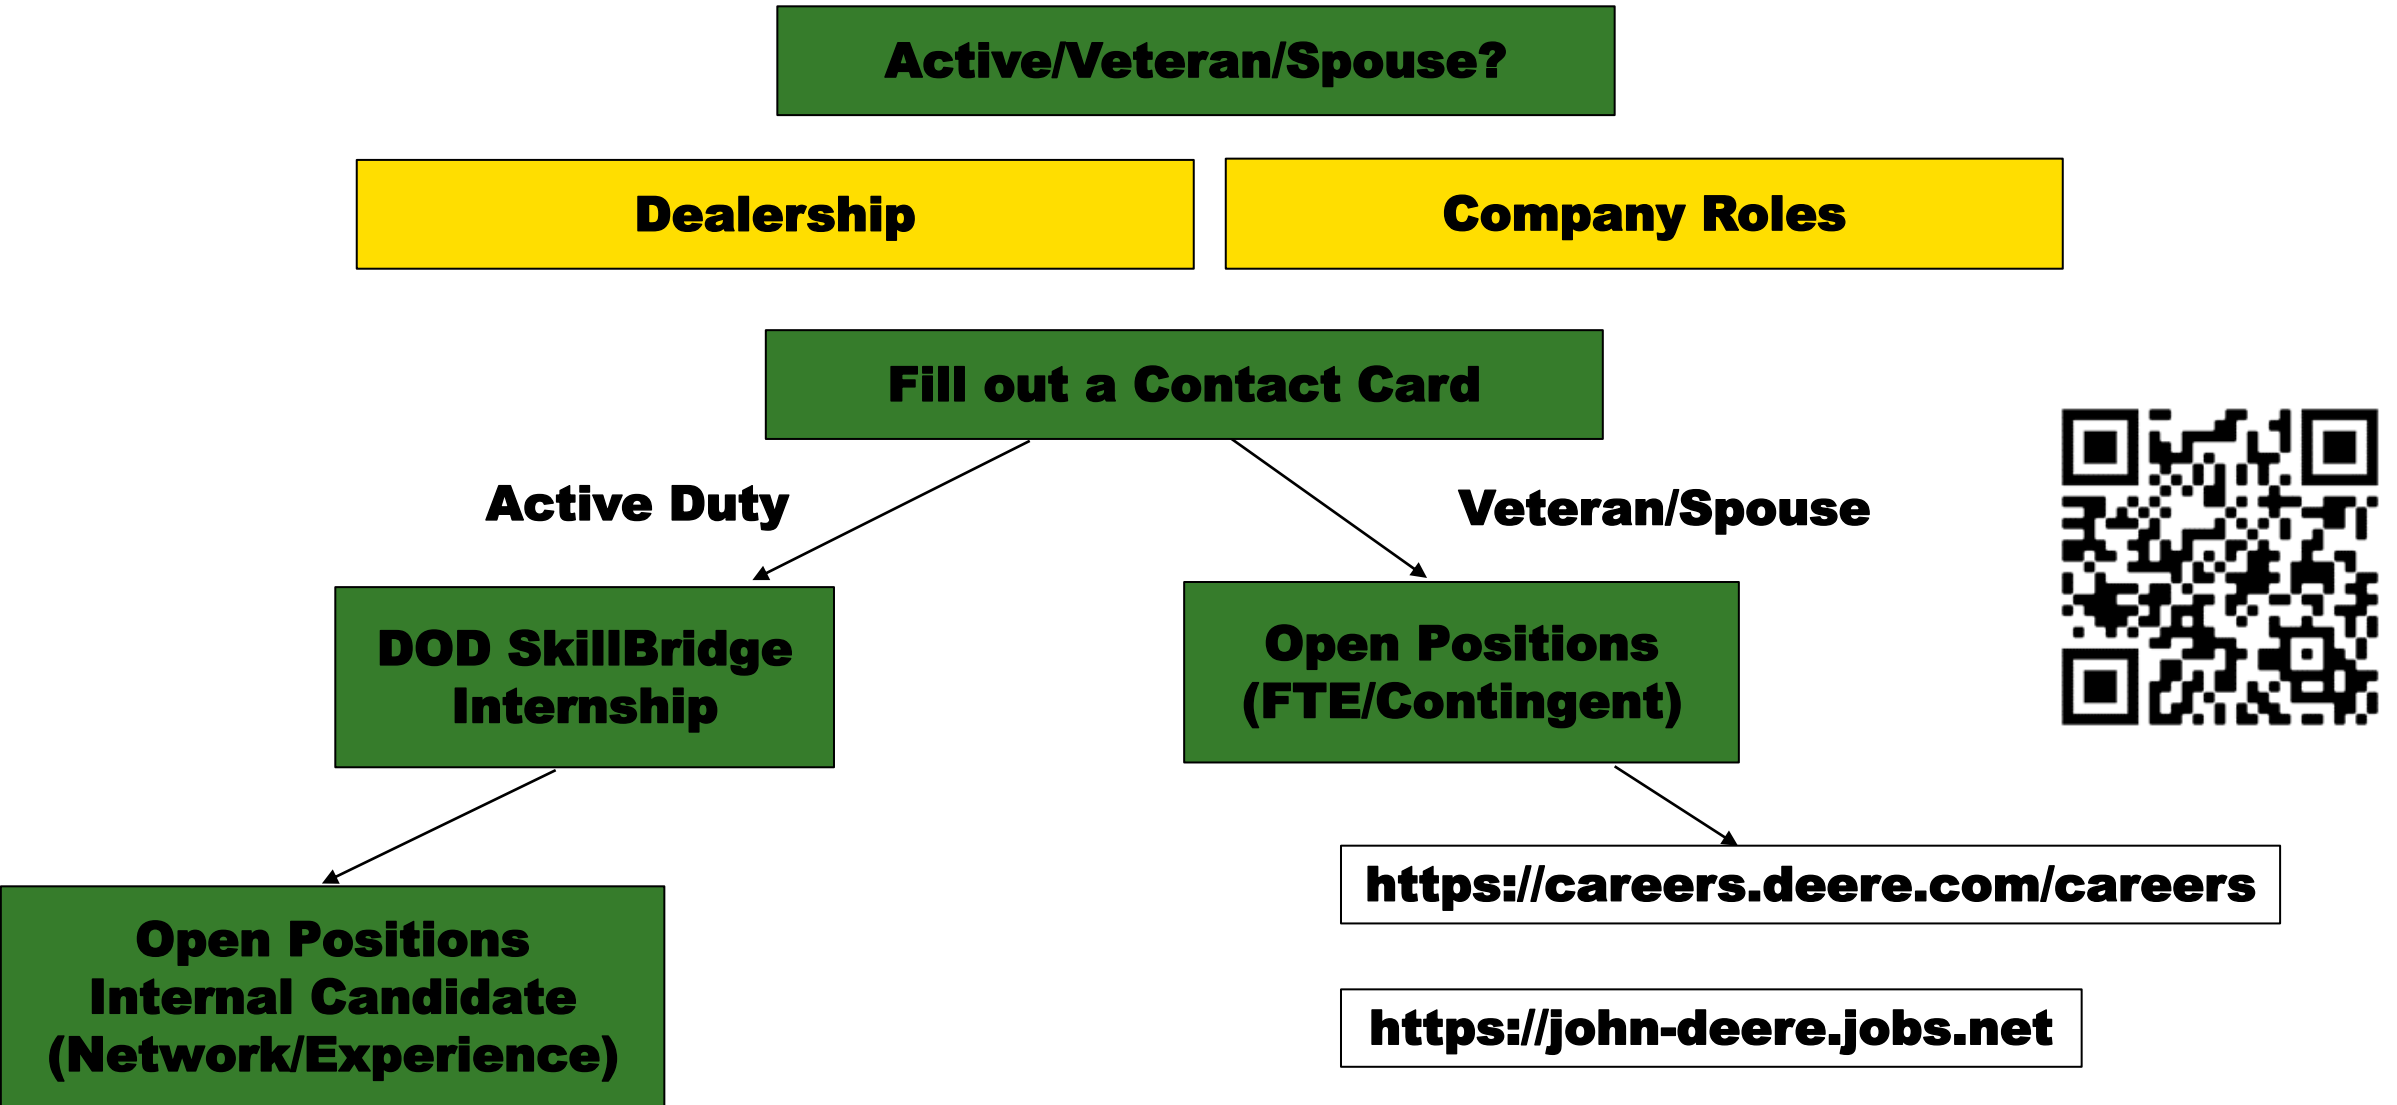 Active/Veteran/Spouse?
Dealership
Company Roles
Fill out a Contact Card
Active Duty
Veteran/Spouse
DOD SkillBridge
Internship
Open Positions
(FTE/Contingent)
https://careers.deere.com/careers
Open Positions
Internal Candidate
(Network/Experience)
https://john-deere.jobs.net